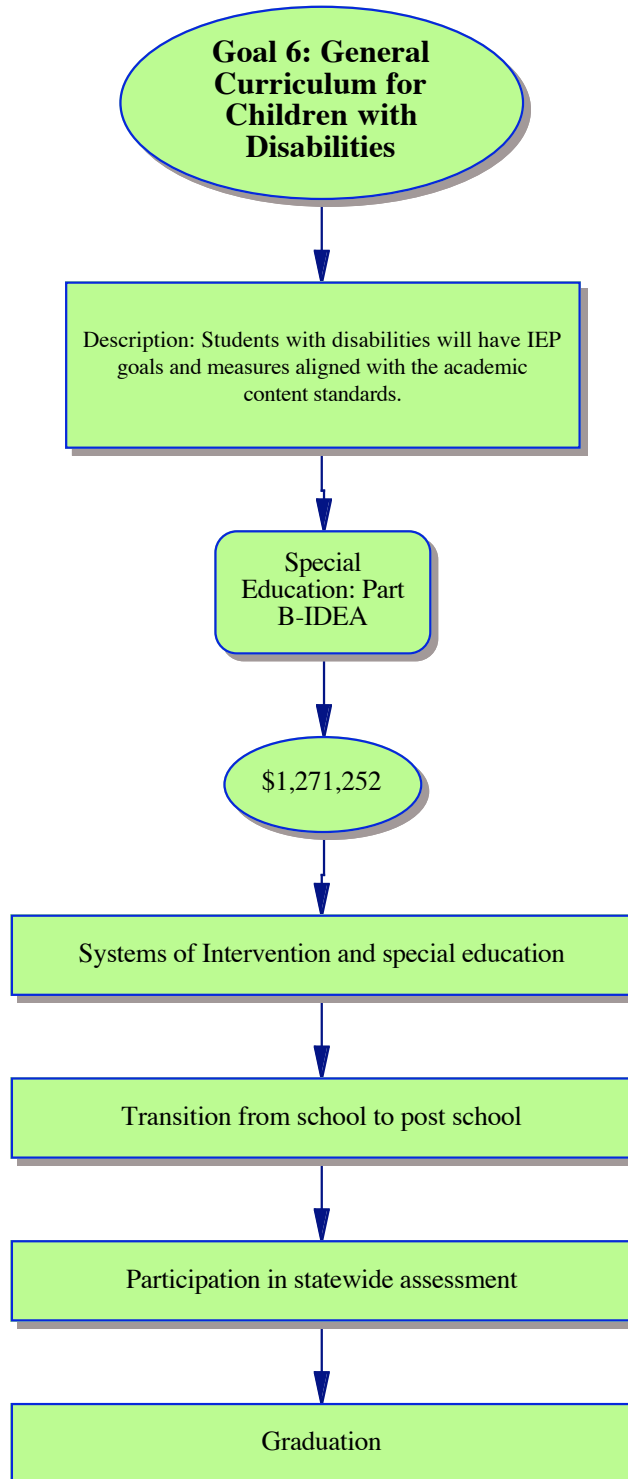 Goal 6: General
Curriculum for
Children with
Disabilities
Description: Students with disabilities will have IEP
goals and measures aligned with the academic
content standards.
Special
Education: Part
B-IDEA
$1,271,252
Systems of Intervention and special education
Transition from school to post school
Participation in statewide assessment
Graduation